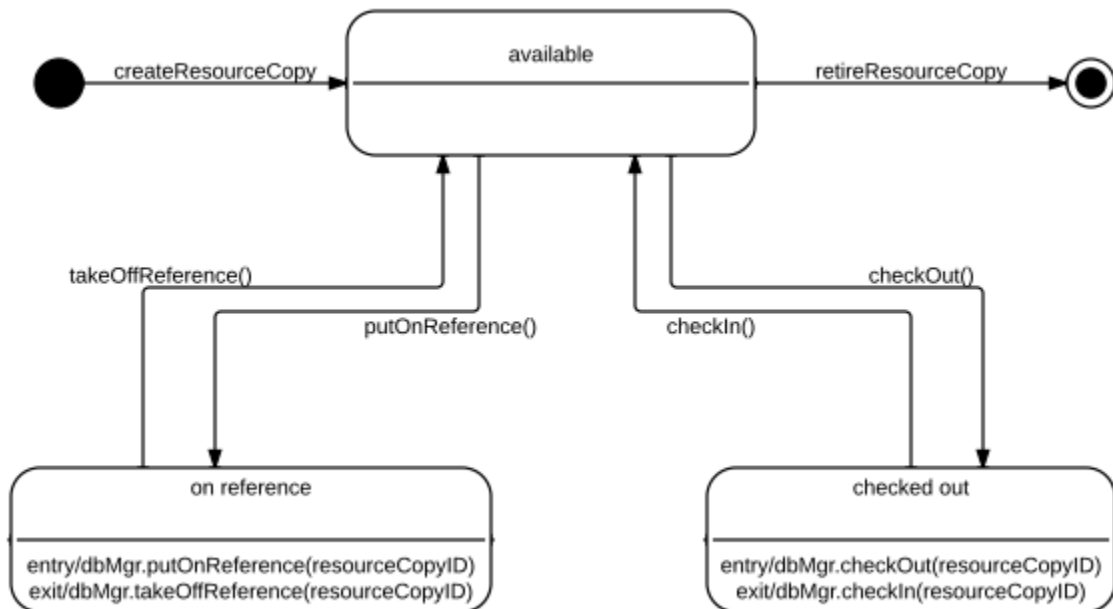 available
createResourceCopy
retireResourceCopy
takeOffReference()
checkOut()
putOnReference()
checkIn()
on reference
checked out
entry/dbMgr.putOnReference(resourceCopyID)
exit/dbMgr.takeOffReference(resourceCopyID)
entry/dbMgr.checkOut(resourceCopyID)
exit/dbMgr.checkIn(resourceCopyID)